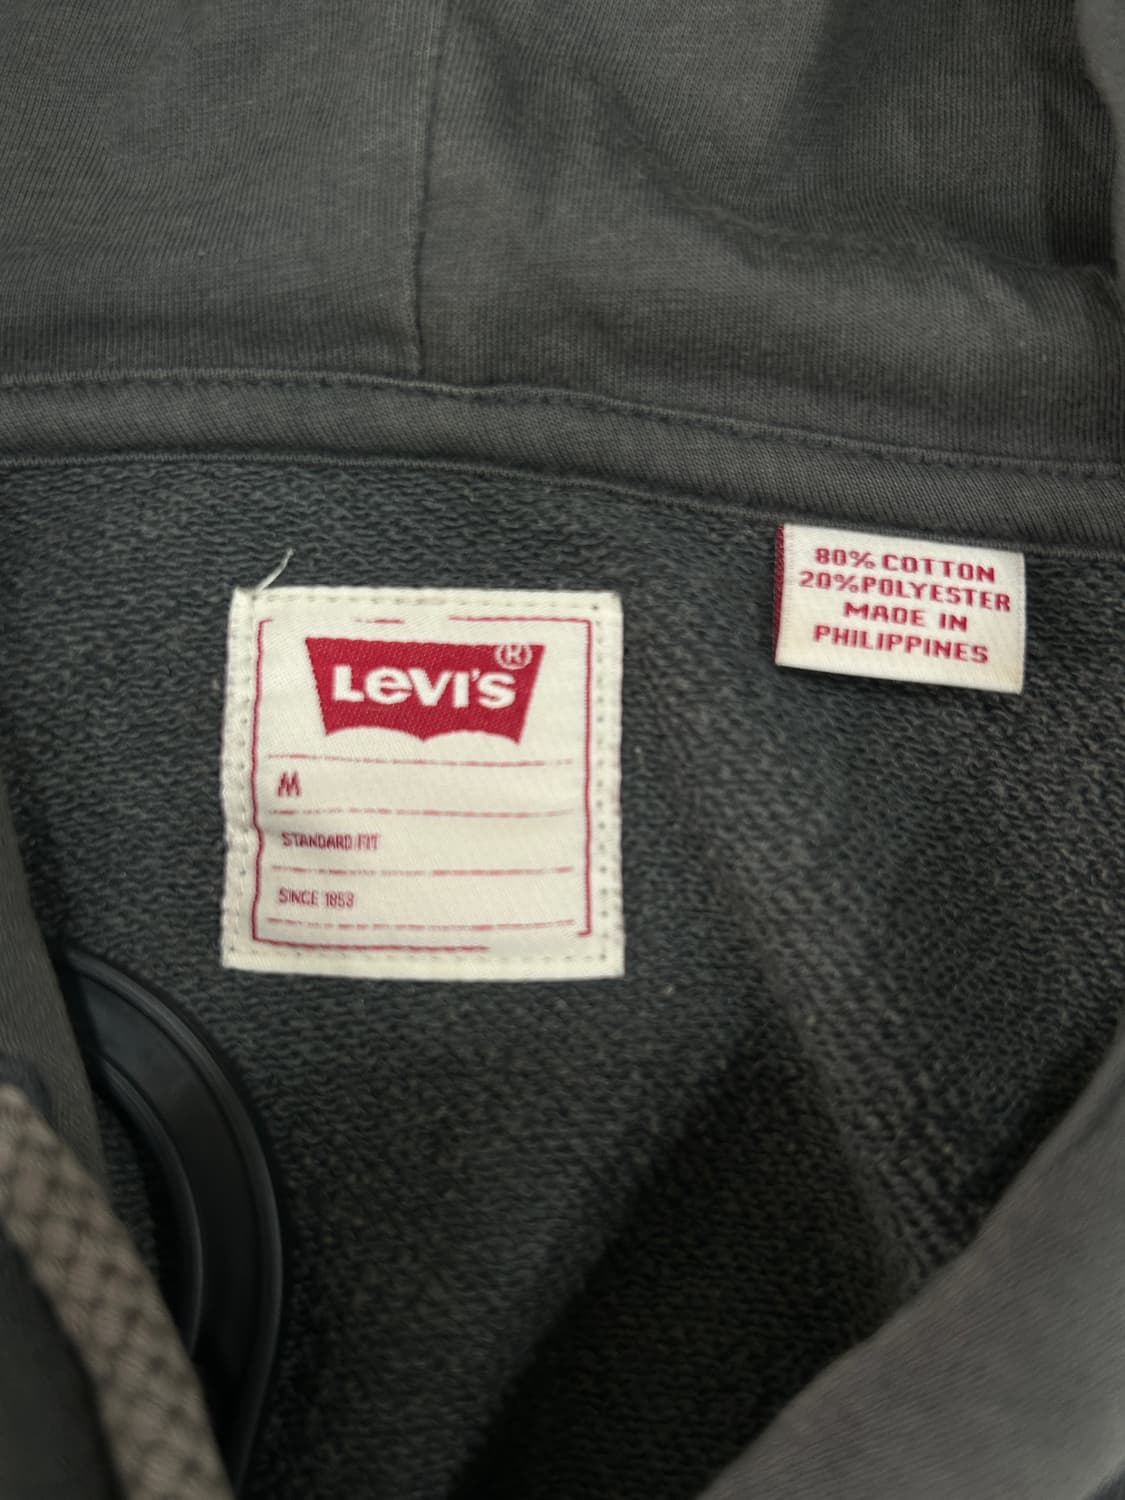 LEVI'S®
M
STANDARD FIT
SINCE 1853
80% COTTON
20%POLYESTER
MADE IN
PHILIPPINES